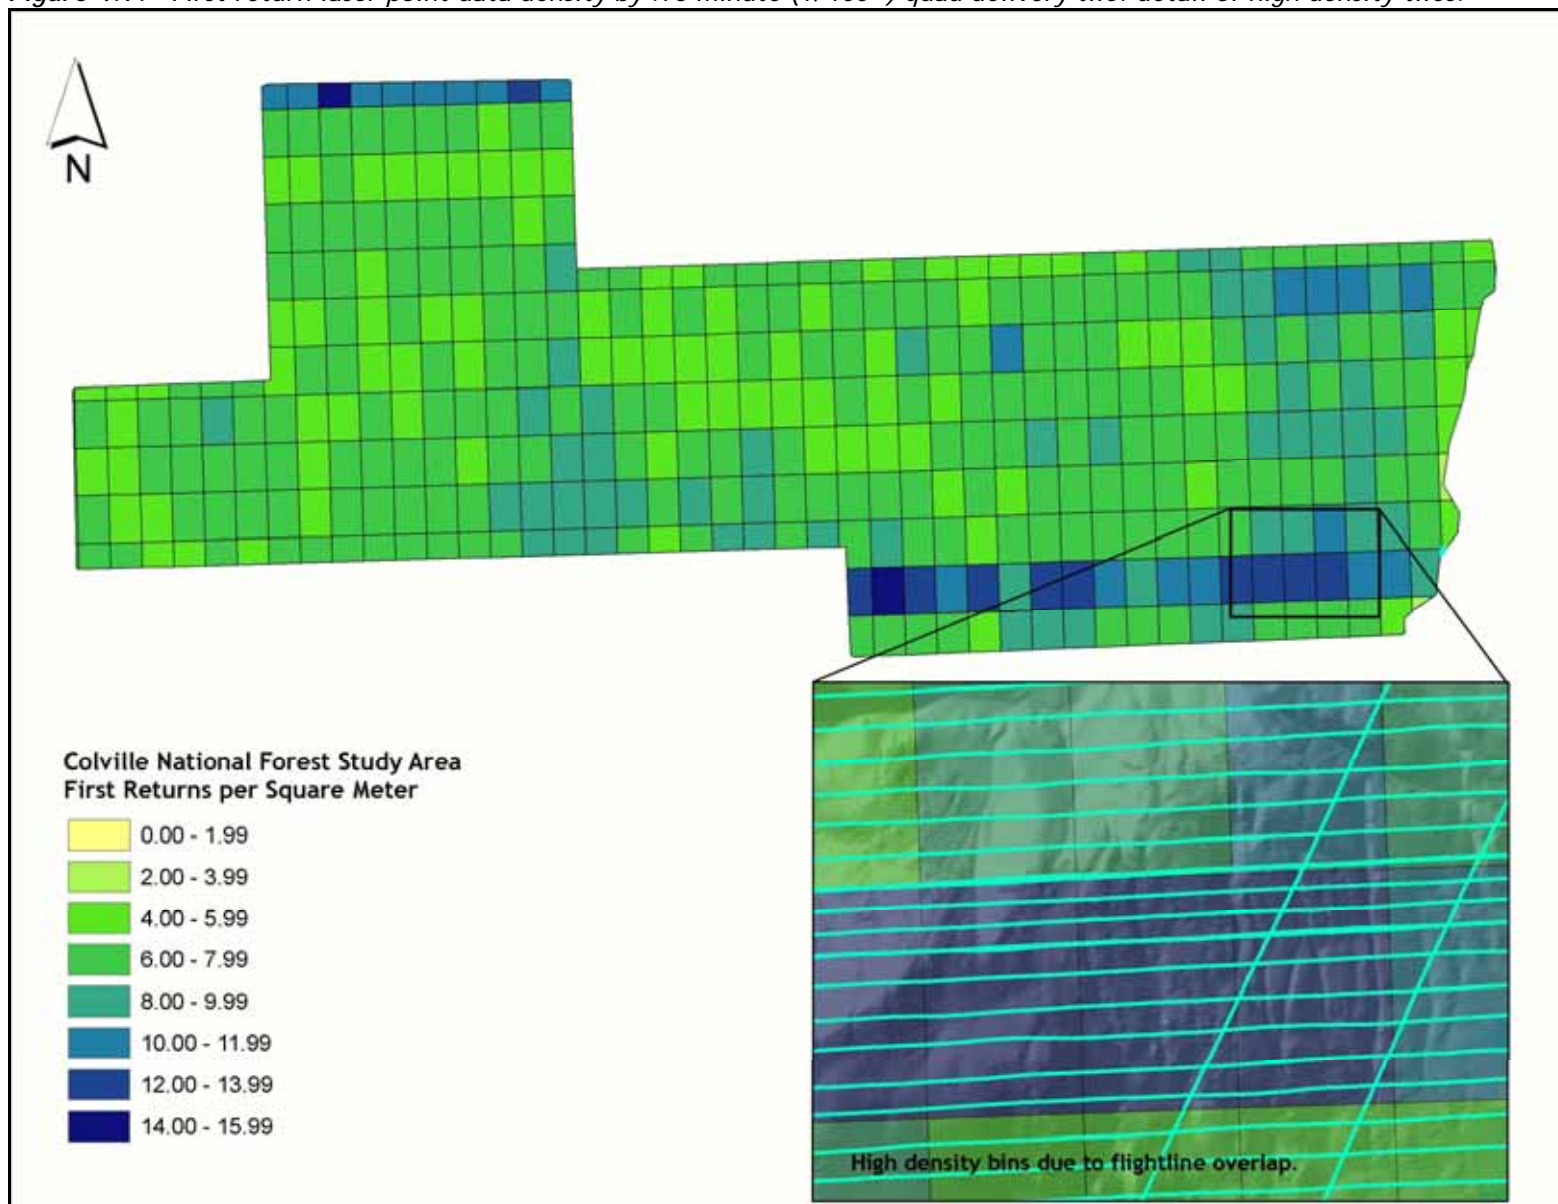 N
Colville National Forest Study Area
First Returns per Square Meter
0.00 - 1.99
2.00 - 3.99
4.00 - 5.99
6.00 - 7.99
8.00 - 9.99
10.00 - 11.99
12.00 - 13.99
14.00 - 15.99
High density bins due to flightline overlap.